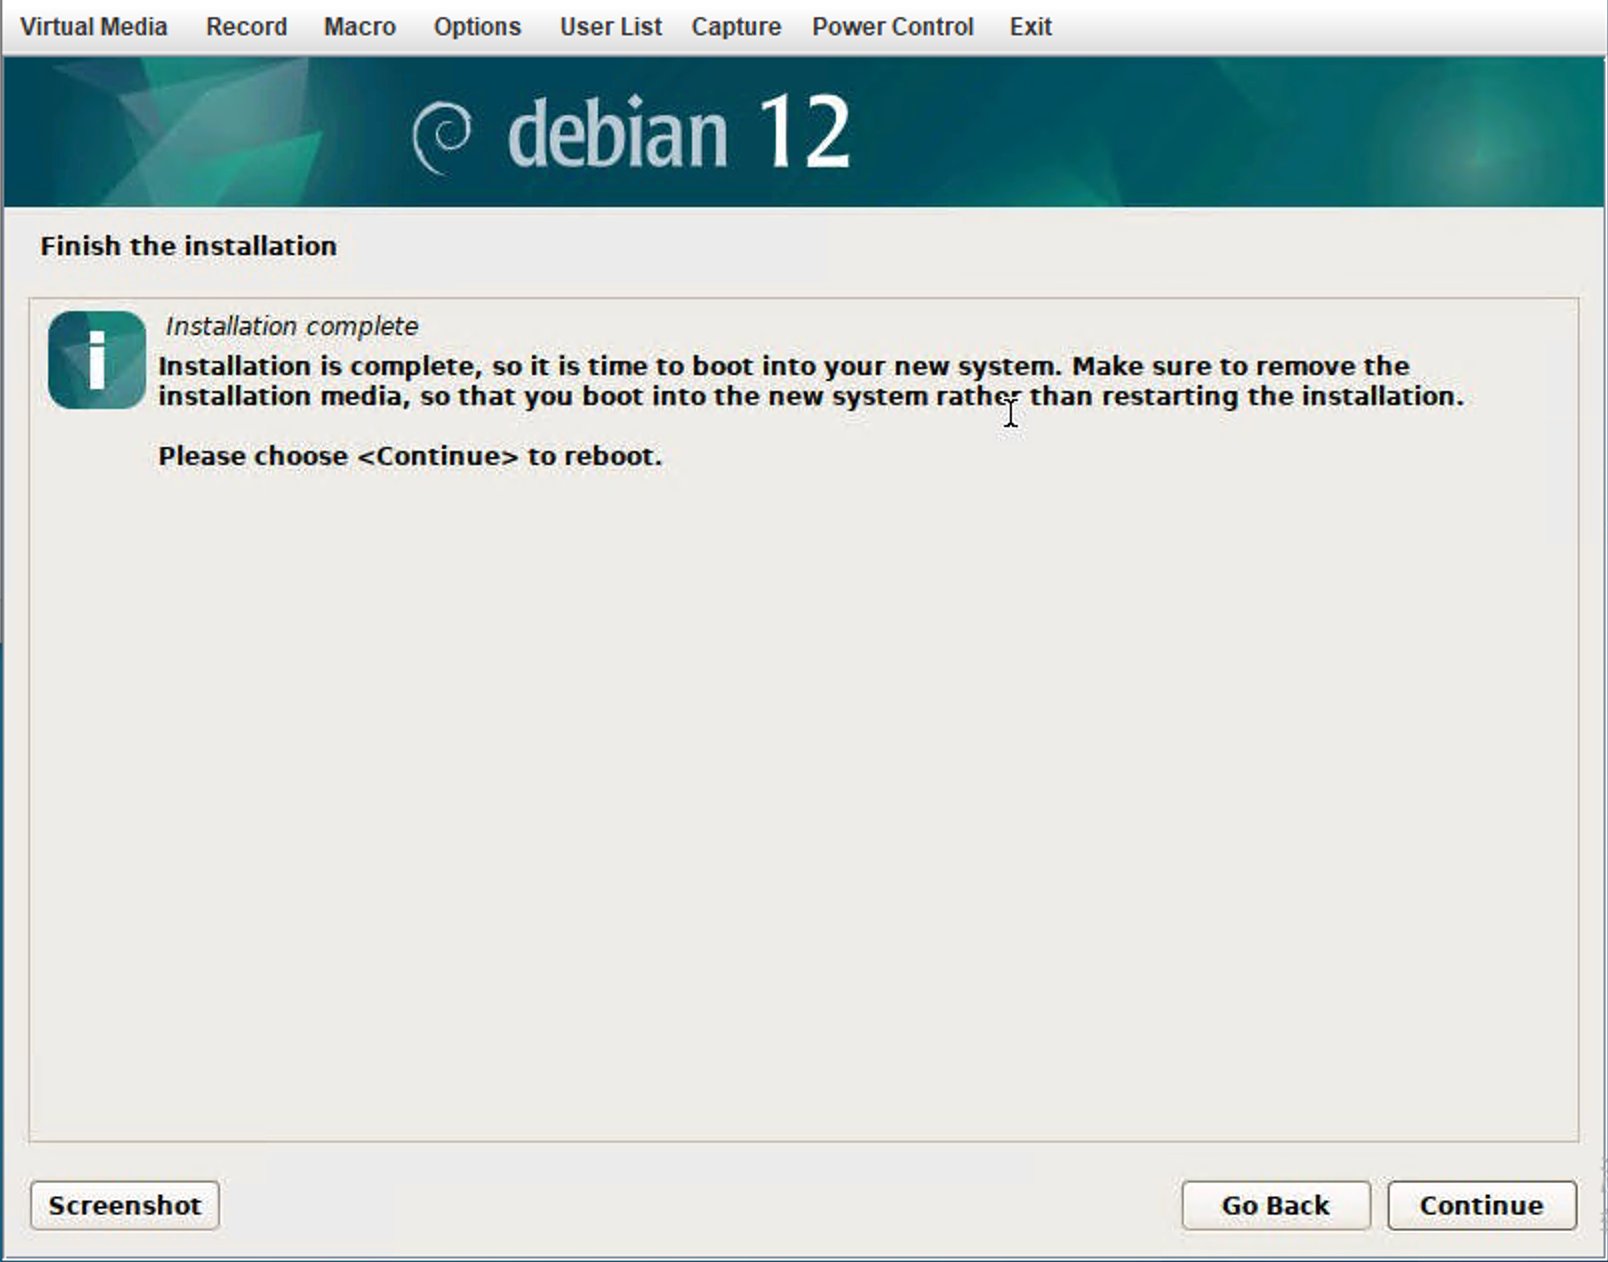 Virtual Media Record Macro Options User List Capture Power Control Exit
debian 12
Finish the installation
i
Installation complete
Installation is complete, so it is time to boot into your new system. Make sure to remove the
installation media, so that you boot into the new system rather than restarting the installation.
Please choose <Continue> to reboot.
Screenshot Go Back Continue